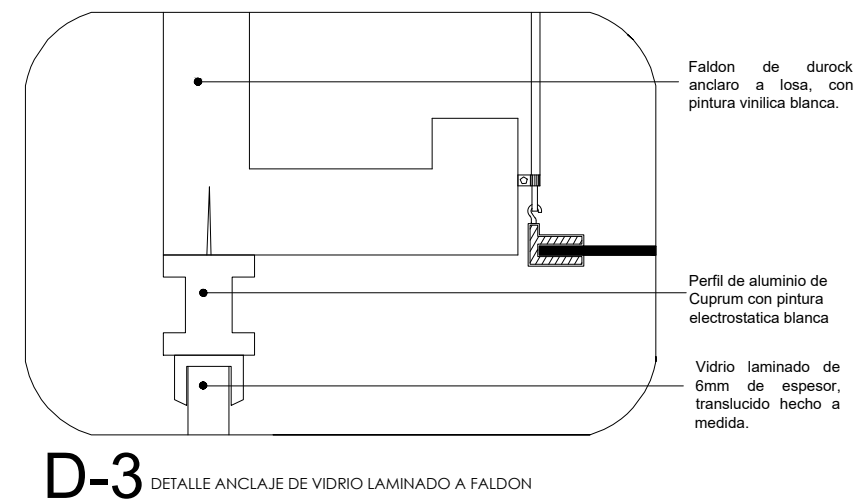 Faldon de durock
anclaro a losa, con
pintura vinilica blanca.
Perfil de aluminio de
Cuprum con pintura
electrostatica blanca
Vidrio laminado de
6mm de espesor,
translucido hecho a
medida.
D-3 DETALLE ANCLAJE DE VIDRIO LAMINADO A FALDON